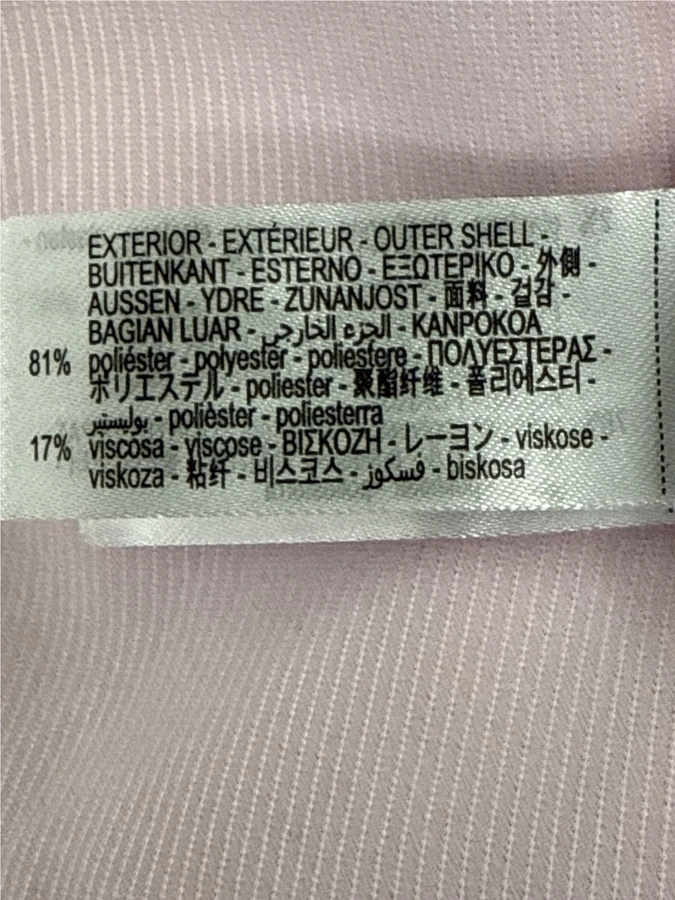 EXTERIOR - EXTÉRIEUR - OUTER SHELL -
BUITENKANT - ESTERNO - ΕΞΩΤΕΡΙΚΟ - 外側 -
AUSSEN - YDRE - ZUNANJOST - 面料 - 겉감 -
BAGIAN LUAR - الجزء الخارجي - KANPOKOA
81% poliéster - polyester - poliestere - ΠΟΛΥΕΣΤΕΡΑΣ -
ポリエステル - poliester - 聚酯纤维 - 폴리에스터 -
بوليستير - polièster - poliesterra
17% viscosa - viscose - ΒΙΣΚΟΖΗ - レーヨン - viskose -
viskoza - 粘纤 - 비스코스 - فسكوز - biskosa